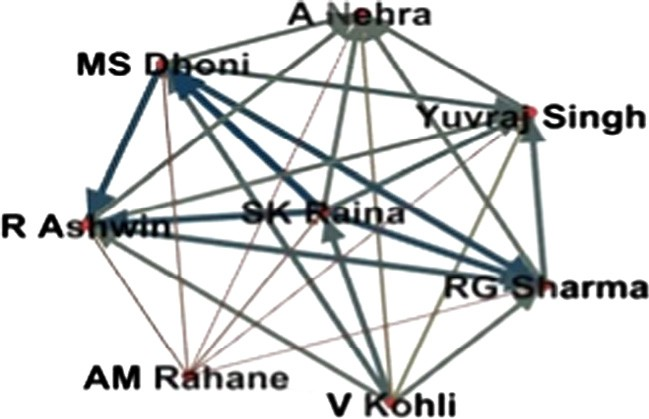 A Nehra
MS Dhoni
Yuvraj Singh
SK Raina
R Ashwin
RG Sharma
AM Rahane
V Kohli